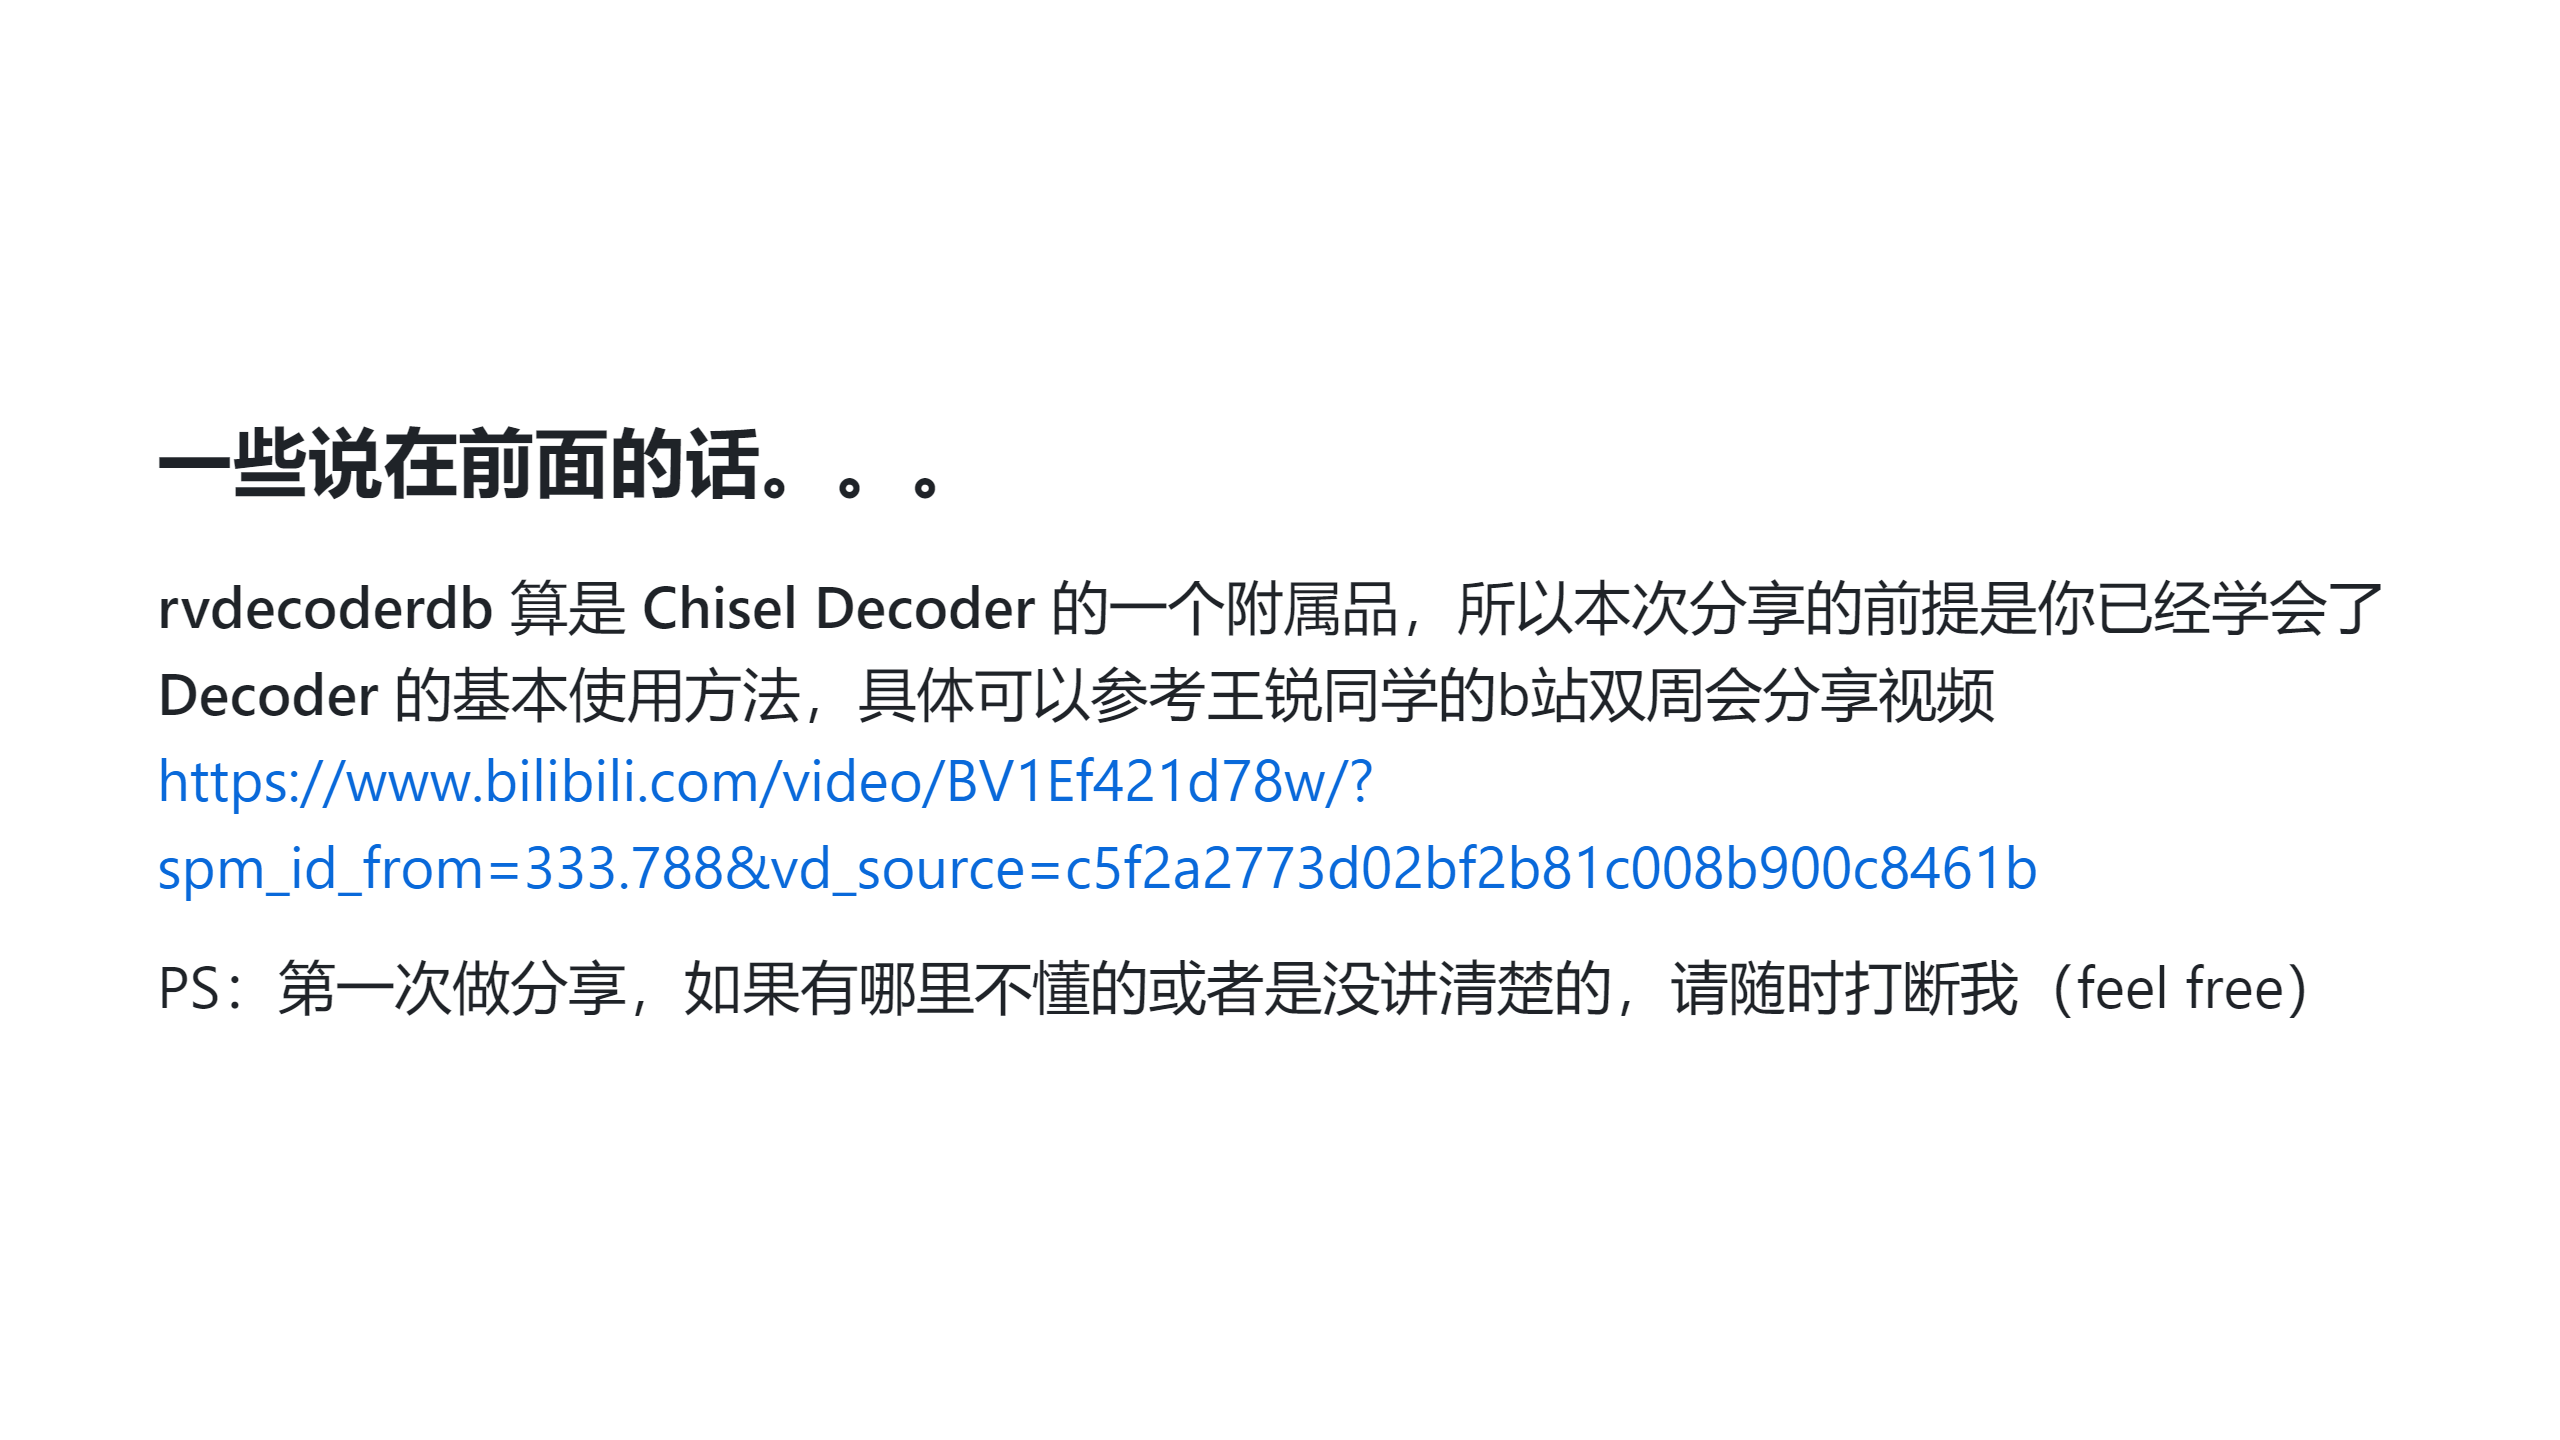 一些说在前面的话。。。
rvdecoderdb 算是 Chisel Decoder 的一个附属品，所以本次分享的前提是你已经学会了
Decoder 的基本使用方法，具体可以参考王锐同学的b站双周会分享视频
https://www.bilibili.com/video/BV1Ef421d78w/?
spm_id_from=333.788&vd_source=c5f2a2773d02bf2b81c008b900c8461b
PS：第一次做分享，如果有哪里不懂的或者是没讲清楚的，请随时打断我（feel free）